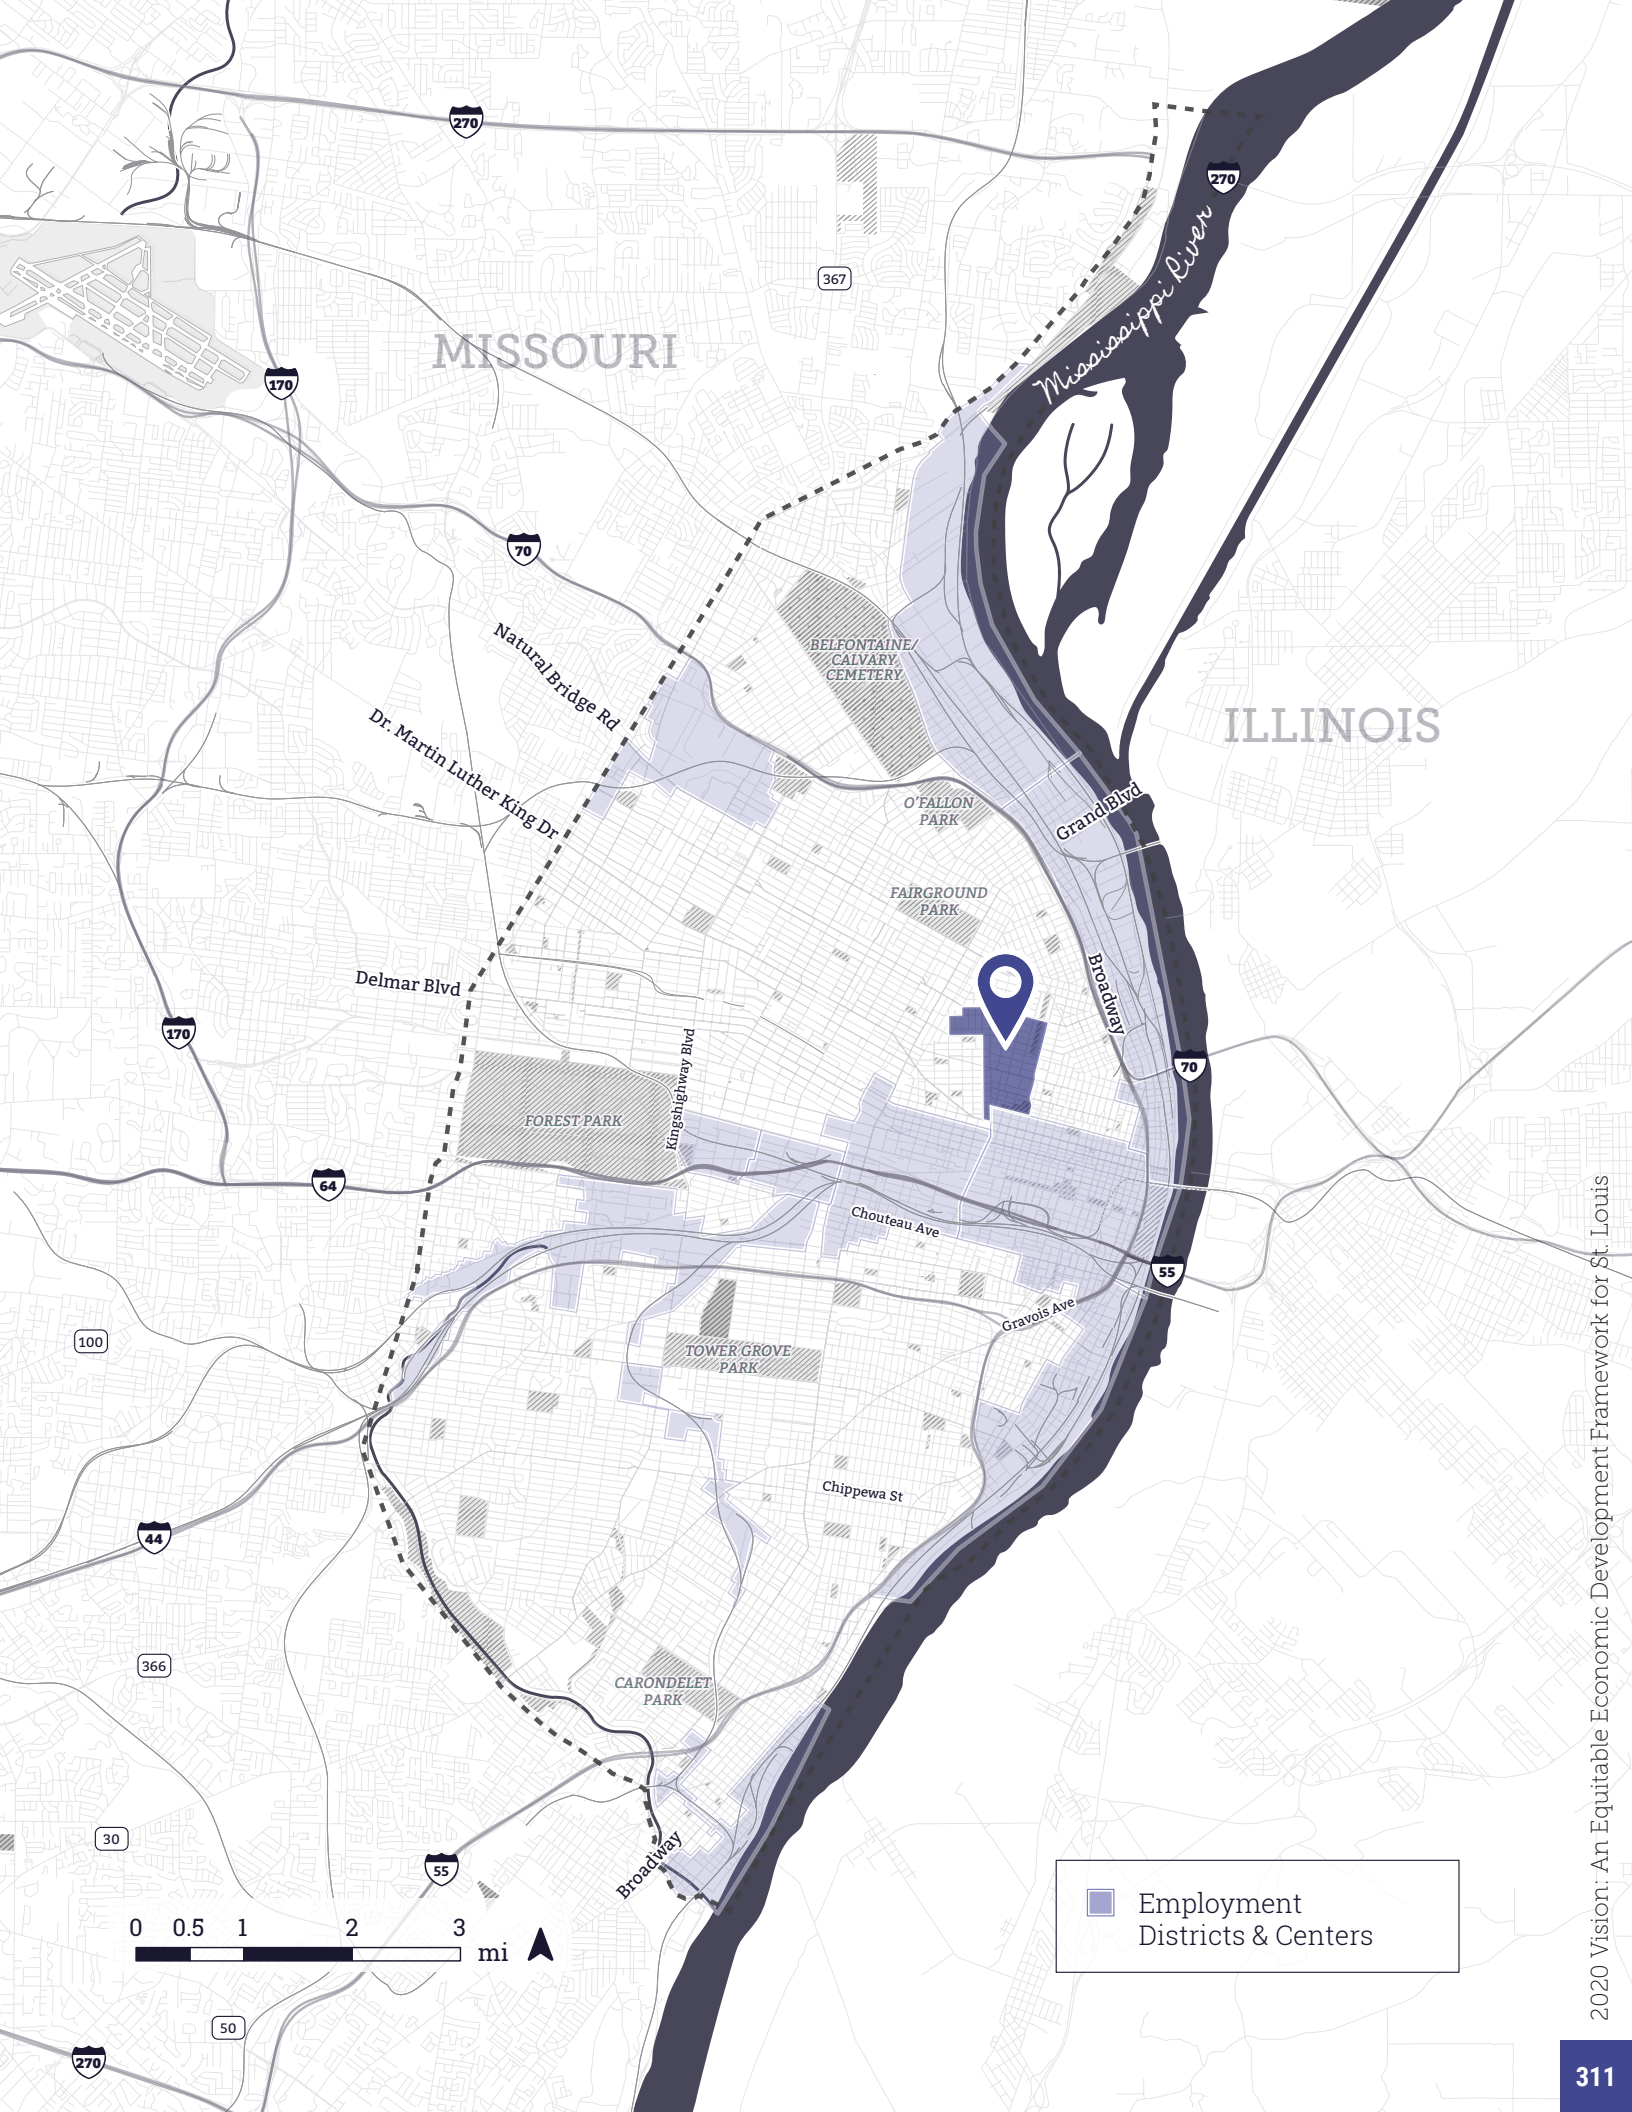 270
270
Mississippi River
367
MISSOURI
170
70
Natural Bridge Rd
BELFONTAINE/
CALVARY
CEMETERY
Dr. Martin Luther King Dr
ILLINOIS
O'FALLON
PARK
Grand Blvd
FAIRGROUND
PARK
Delmar Blvd
Broadway
170
Kingshighway Blvd
70
FOREST PARK
64
Chouteau Ave
55
Gravois Ave
100
TOWER GROVE
PARK
Chippewa St
44
366
CARONDELET
PARK
30
55
Broadway
0 0.5 1 2 3
mi
Employment
Districts & Centers
50
270
2020 Vision: An Equitable Economic Development Framework for St. Louis
311